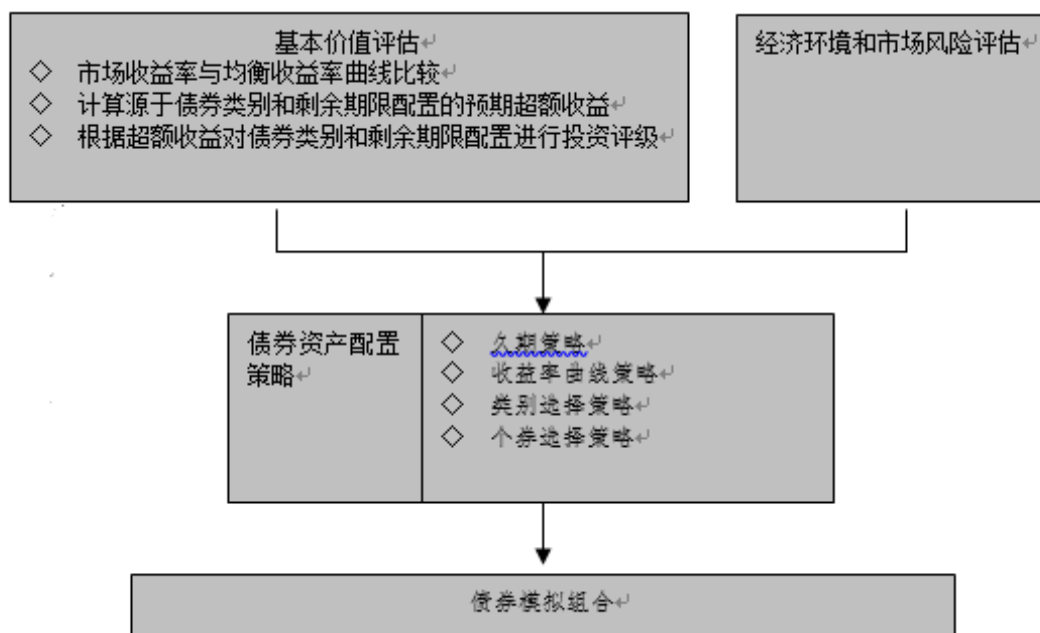 基本价值评估
◇ 市场收益率与均衡收益率曲线比较
◇ 计算源于债券类别和剩余期限配置的预期超额收益
◇ 根据超额收益对债券类别和剩余期限配置进行投资评级
经济环境和市场风险评估
债券资产配置
策略
◇ 久期策略
◇ 收益率曲线策略
◇ 类别选择策略
◇ 个券选择策略
债券模拟组合